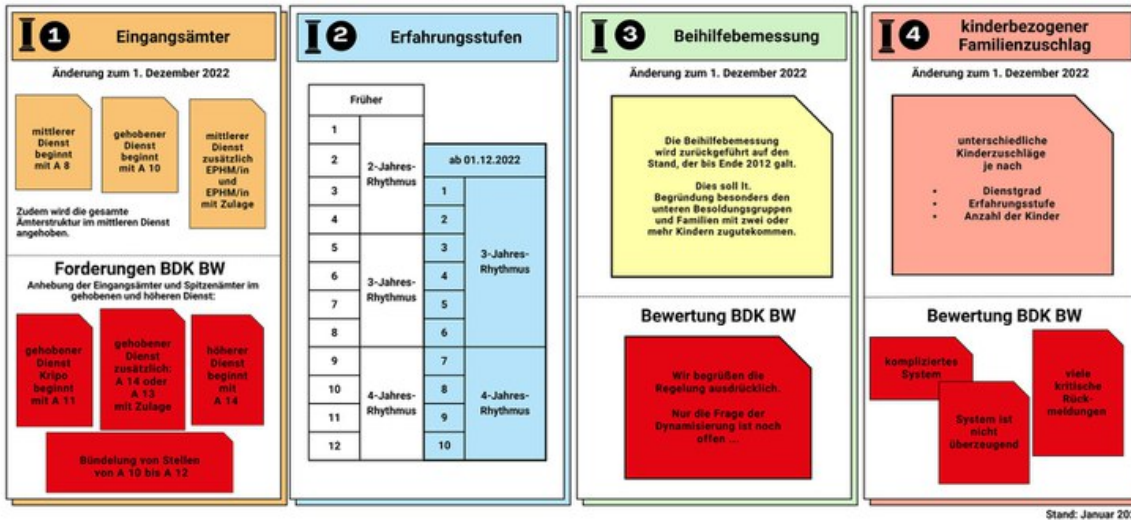 1 Eingangsämter
Änderung zum 1. Dezember 2022
mittlerer
Dienst
beginnt
mit A 8
gehobener
Dienst
beginnt
mit A 10
mittlerer
Dienst
zusätzlich
EPHM/in
und
EPHM/in
mit Zulage
Zudem wird die gesamte
Ämterstruktur im mittleren Dienst
angehoben.
Forderungen BDK BW
Anhebung der Eingangsämter und Spitzenämter im
gehobenen und höheren Dienst:
gehobener
Dienst
Kripo
beginnt
mit A 11
gehobener
Dienst
zusätzlich:
A 14 oder
A 13
mit Zulage
höherer
Dienst
beginnt
mit
A 14
Bündelung von Stellen
von A 10 bis A 12
2 Erfahrungsstufen
Früher
1
2
3
4
2-Jahres-
Rhythmus
5
6
7
8
3-Jahres-
Rhythmus
9
10
11
12
4-Jahres-
Rhythmus
ab 01.12.2022
1
2
3
4
5
6
3-Jahres-
Rhythmus
7
8
9
10
4-Jahres-
Rhythmus
3 Beihilfebemessung
Änderung zum 1. Dezember 2022
Die Beihilfebemessung
wird zurückgeführt auf den
Stand, der bis Ende 2012 galt.
Dies soll lt.
Begründung besonders den
unteren Besoldungsgruppen
und Familien mit zwei oder
mehr Kindern zugutekommen.
Bewertung BDK BW
Wir begrüßen die
Regelung ausdrücklich.
Nur die Frage der
Dynamisierung ist noch
offen ...
4 kinderbezogener
Familienzuschlag
Änderung zum 1. Dezember 2022
unterschiedliche
Kinderzuschläge
je nach
• Dienstgrad
• Erfahrungsstufe
• Anzahl der Kinder
Bewertung BDK BW
kompliziertes
System
System ist
nicht
überzeugend
viele
kritische
Rück-
meldungen
Stand: Januar 202